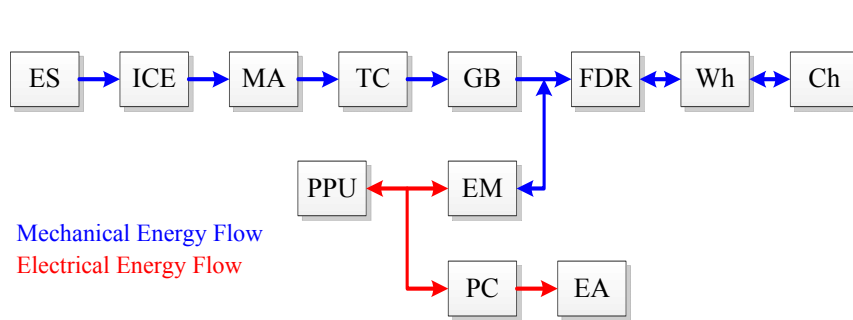 ES ICE MA TC GB FDR Wh Ch
PPU EM
Mechanical Energy Flow
Electrical Energy Flow
PC EA